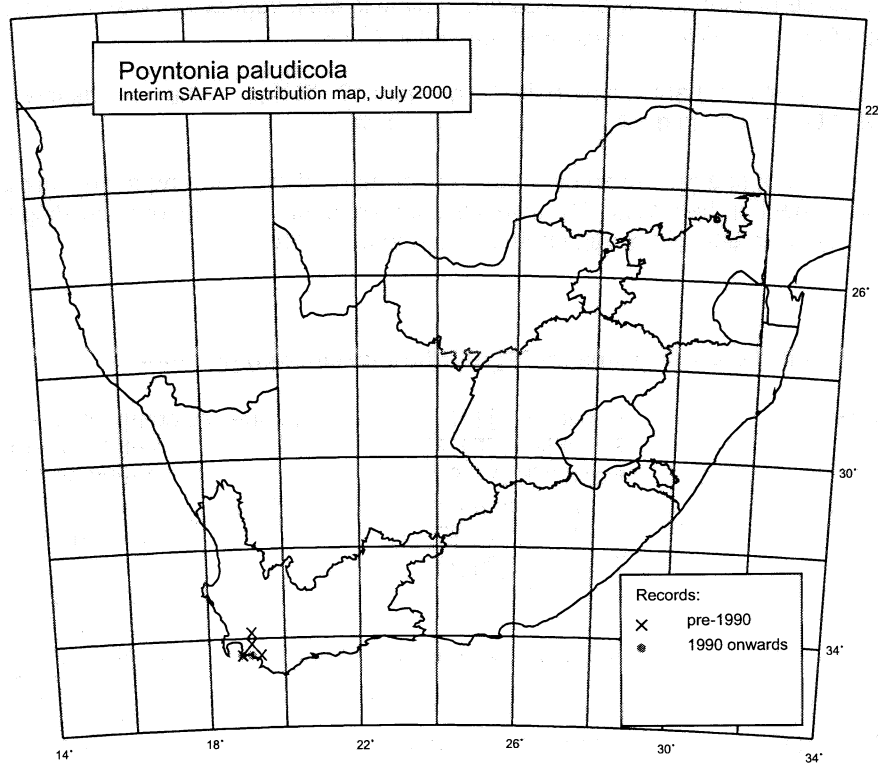 Poyntonia paludicola
Interim SAFAP distribution map, July 2000
22
26°
30°
Records:
pre-1990
1990 onwards
34°
14° 18° 22° 26° 30° 34°